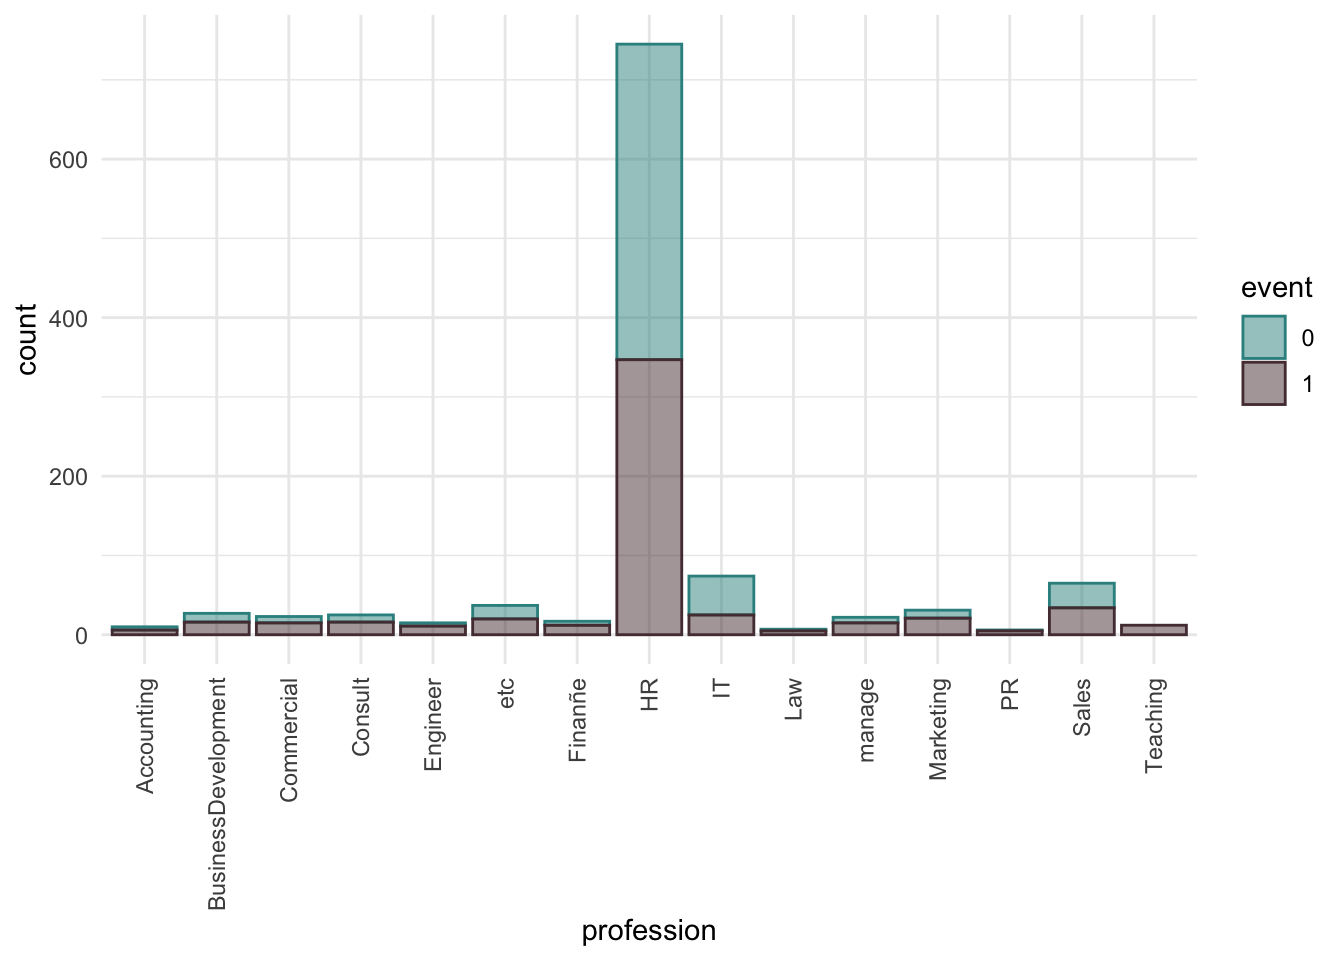 600
400
200
0
count
Accounting
BusinessDevelopment
Commercial
Consult
Engineer
etc
Finanñe
HR
IT
Law
manage
Marketing
PR
Sales
Teaching
profession
event
0
1